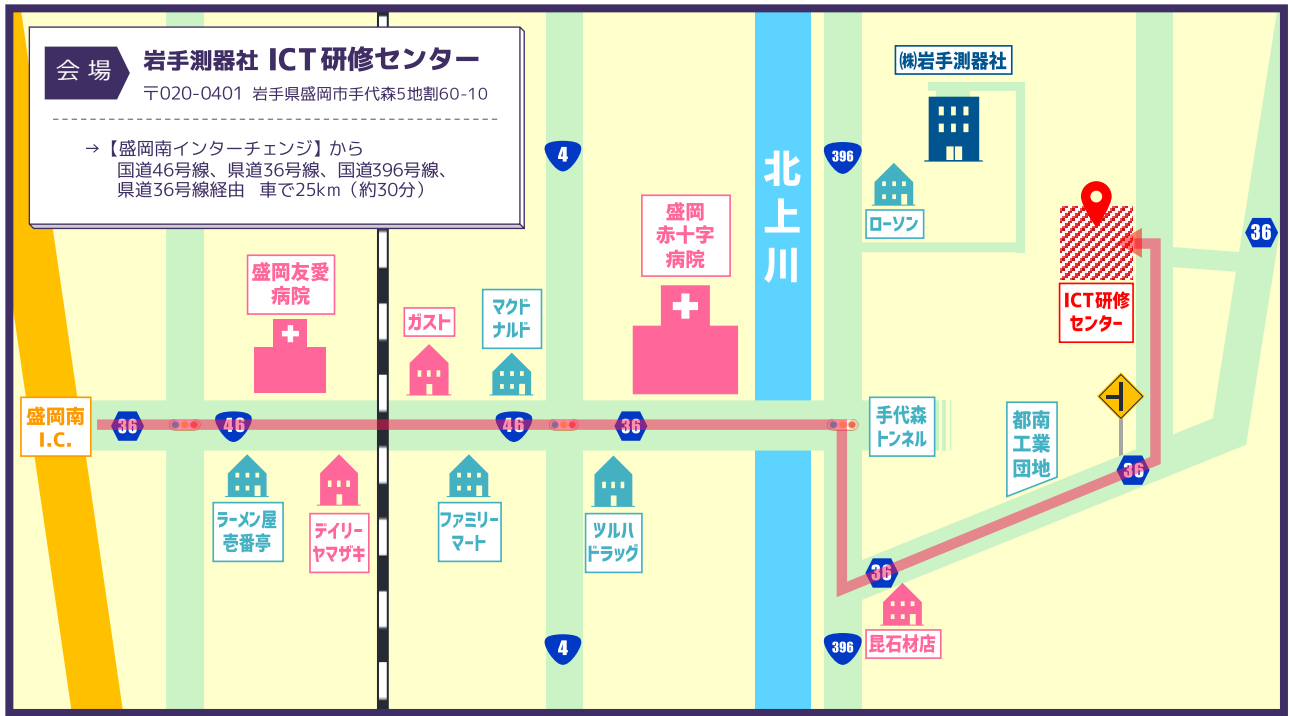 会場
岩手測器社 ICT研修センター
〒020-0401 岩手県盛岡市手代森5地割60-10
→【盛岡南インターチェンジ】から
国道46号線、県道36号線、国道396号線、
県道36号線経由 車で25km（約30分）
(株)岩手測器社
4
396
北上川
ローソン
盛岡
赤十字
病院
36
盛岡友愛
病院
マクド
ナルド
ガスト
ICT研修
センター
盛岡南
I.C.
36
46
46
36
手代森
トンネル
都南
工業
団地
36
ラーメン屋
壱番亭
デイリー
ヤマザキ
ファミリー
マート
ツルハ
ドラッグ
36
昆石材店
4
396